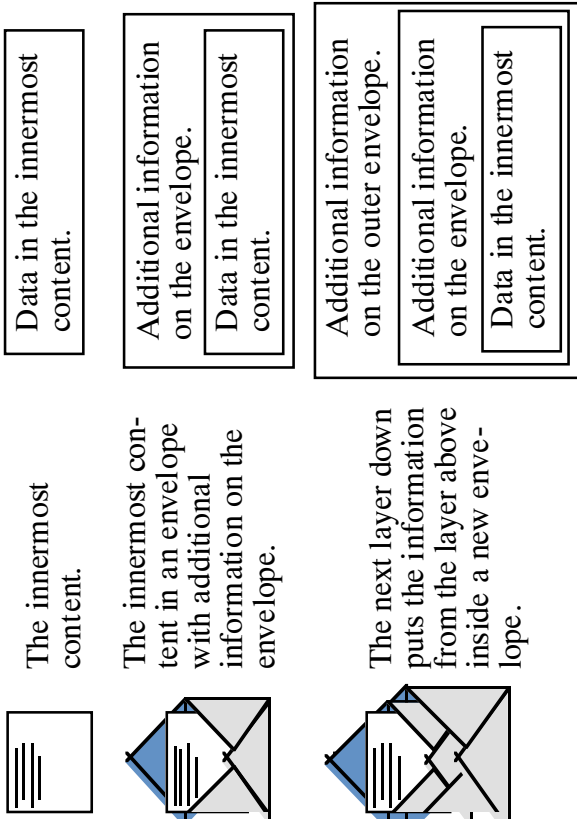 The innermost
content.
Data in the innermost
content.
The innermost con-
tent in an envelope
with additional
information on the
envelope.
Additional information
on the envelope.
Data in the innermost
content.
The next layer down
puts the information
from the layer above
inside a new enve-
lope.
Additional information
on the outer envelope.
Additional information
on the envelope.
Data in the innermost
content.